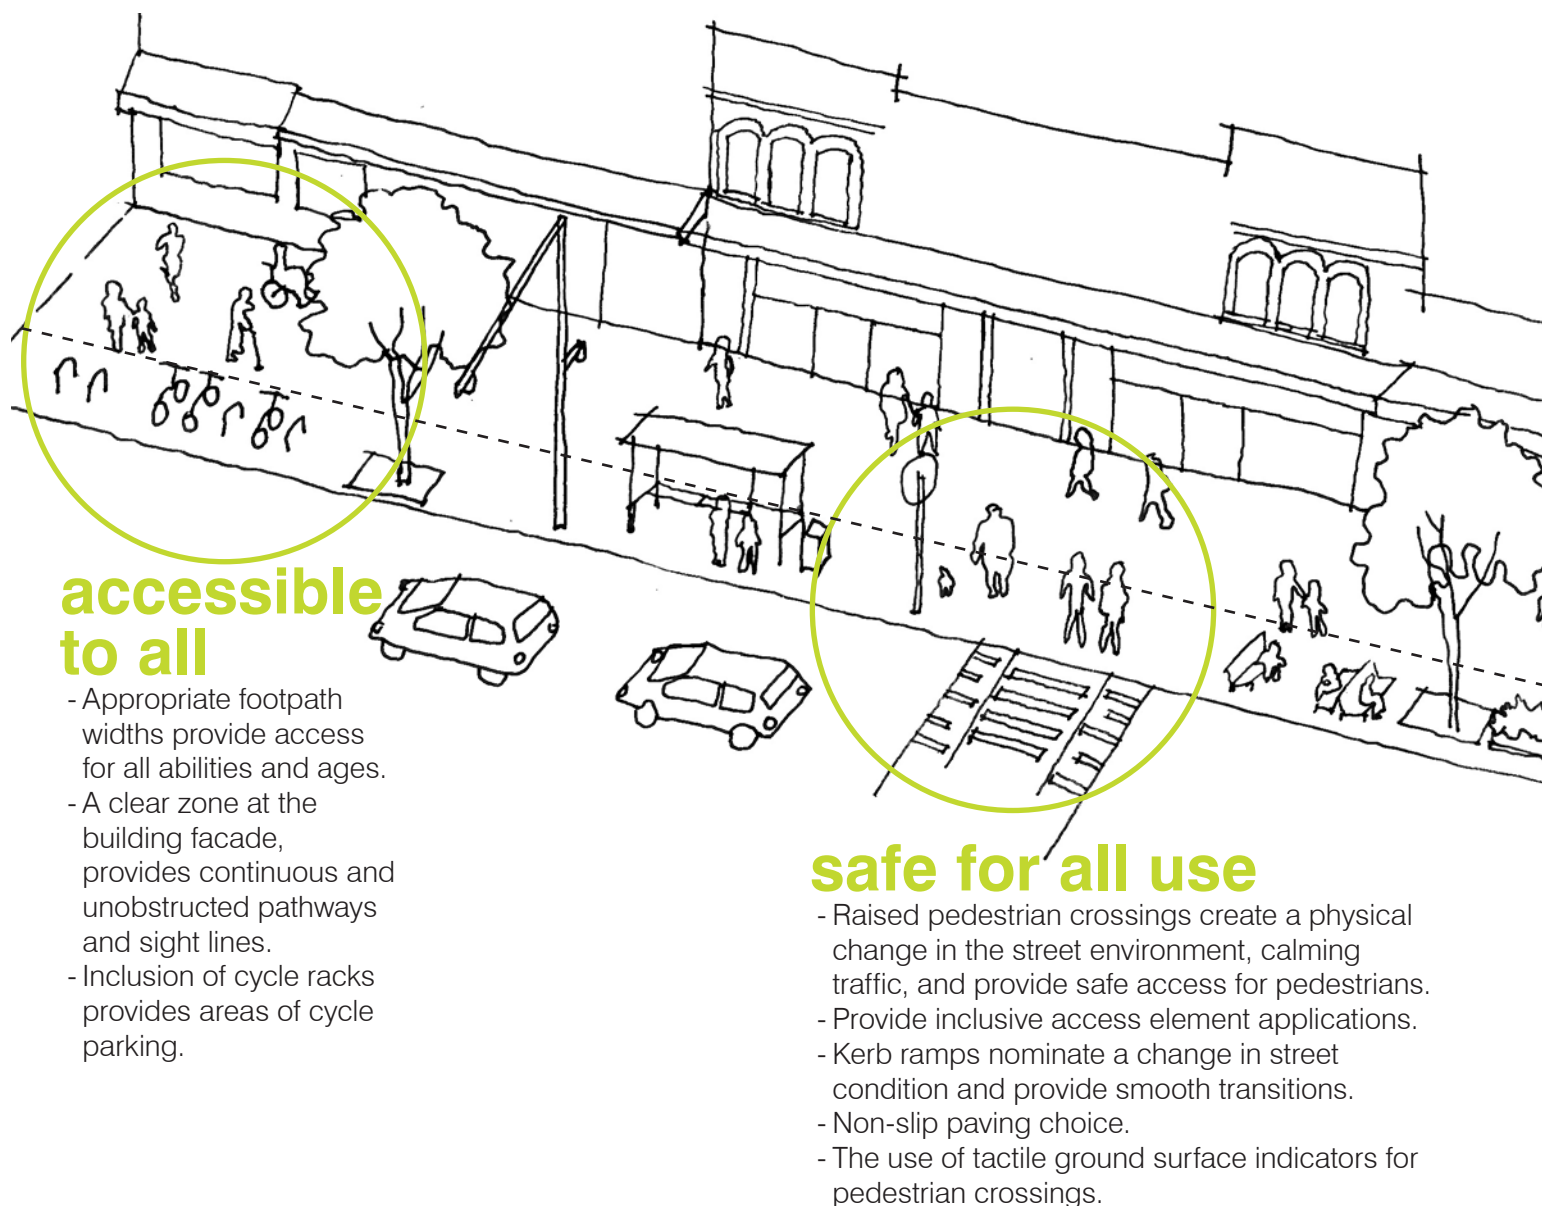 accessible
to all
- Appropriate footpath
widths provide access
for all abilities and ages.
- A clear zone at the
building facade,
provides continuous and
unobstructed pathways
and sight lines.
- Inclusion of cycle racks
provides areas of cycle
parking.
safe for all use
- Raised pedestrian crossings create a physical
change in the street environment, calming
traffic, and provide safe access for pedestrians.
- Provide inclusive access element applications.
- Kerb ramps nominate a change in street
condition and provide smooth transitions.
- Non-slip paving choice.
- The use of tactile ground surface indicators for
pedestrian crossings.